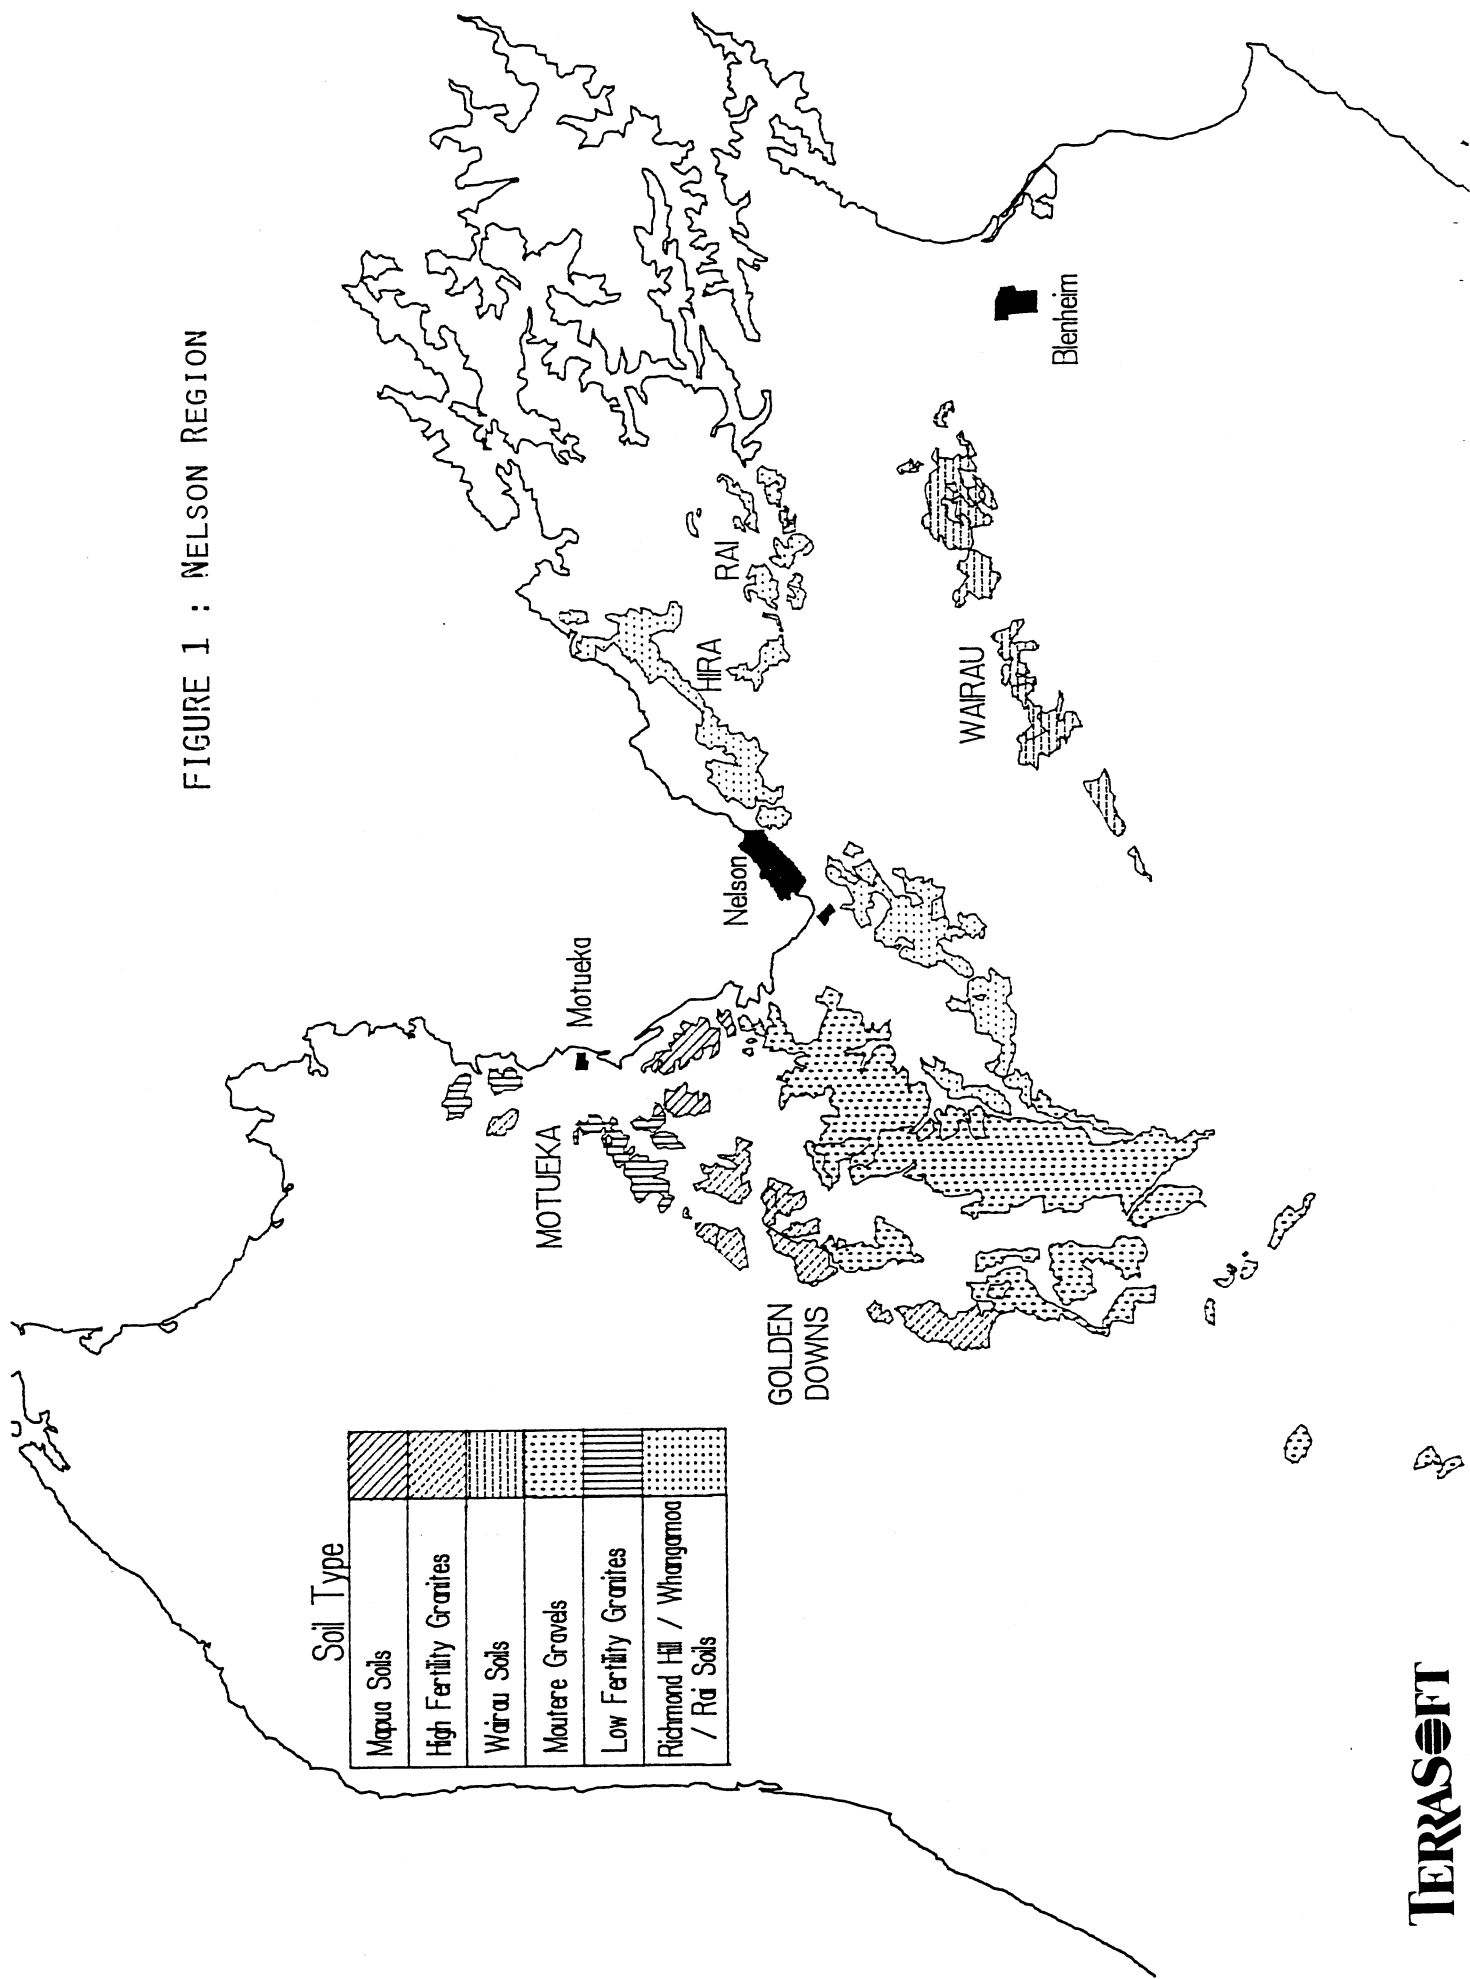 FIGURE 1 : NELSON REGION
RAI
HIRA
Blenheim
WAIRAU
Nelson
Motueka
MOTUEKA
GOLDEN
DOWNS
Soil Type
Mapua Soils
High Fertility Granites
Wairau Soils
Moutere Gravels
Low Fertility Granites
Richmond Hill / Whangamoa
/ Rai Soils
TERRASOFT